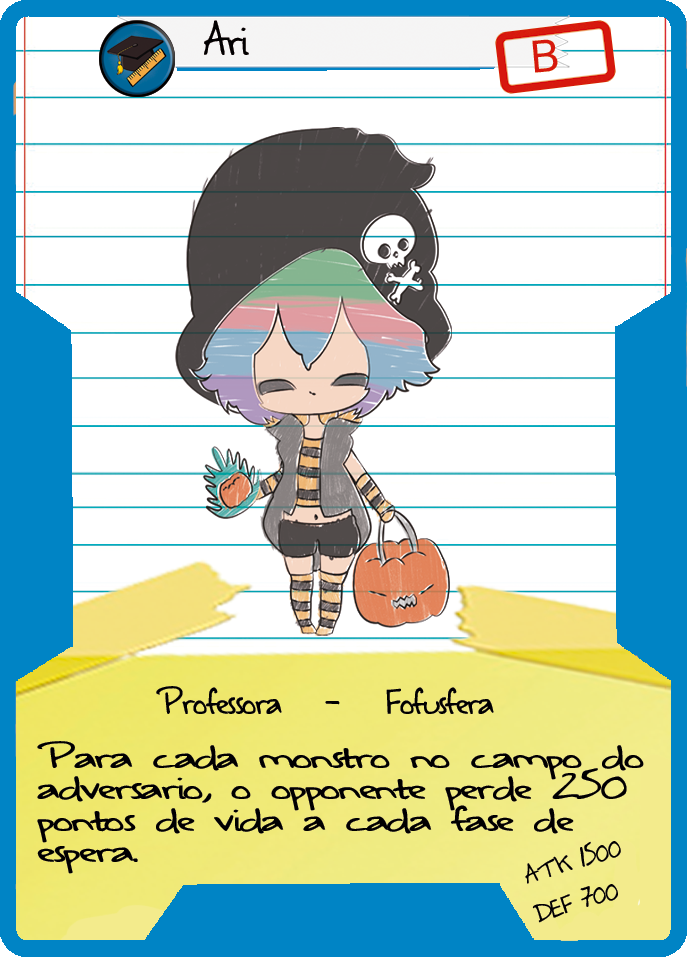 Ari
B
Professora - Fofusfera
Para cada monstro no campo do
adversario, o opponente perde 250
pontos de vida a cada fase de
espera.
ATK 1500
DEF 700